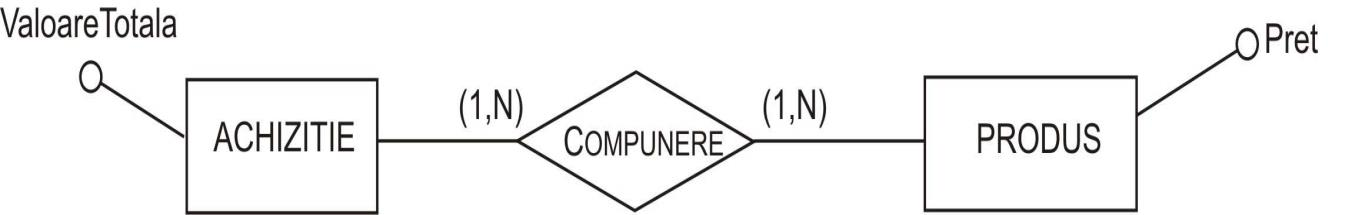 ValoareTotala
Pret
(1,N)
(1,N)
ACHIZITIE
COMPUNERE
PRODUS